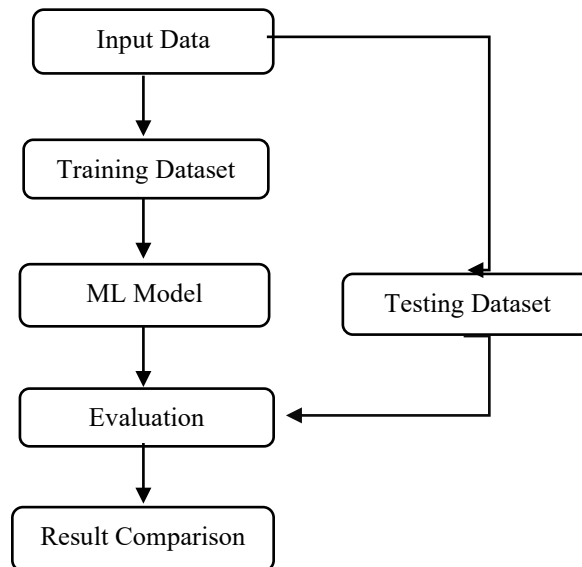 Input Data
Training Dataset
ML Model
Testing Dataset
Evaluation
Result Comparison